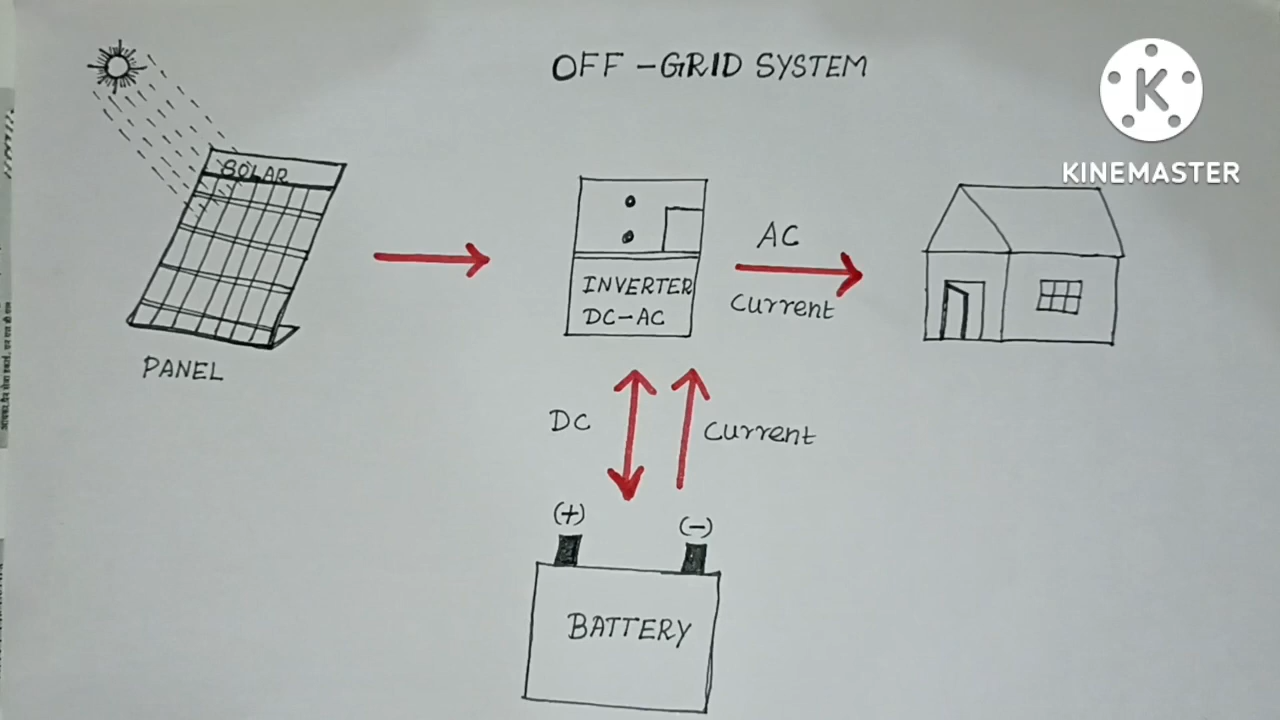 OFF-GRID SYSTEM
K
KINEMASTER
SOLAR
PANEL
INVERTER
DC-AC
AC
Current
DC
Current
(+)
(-)
BATTERY